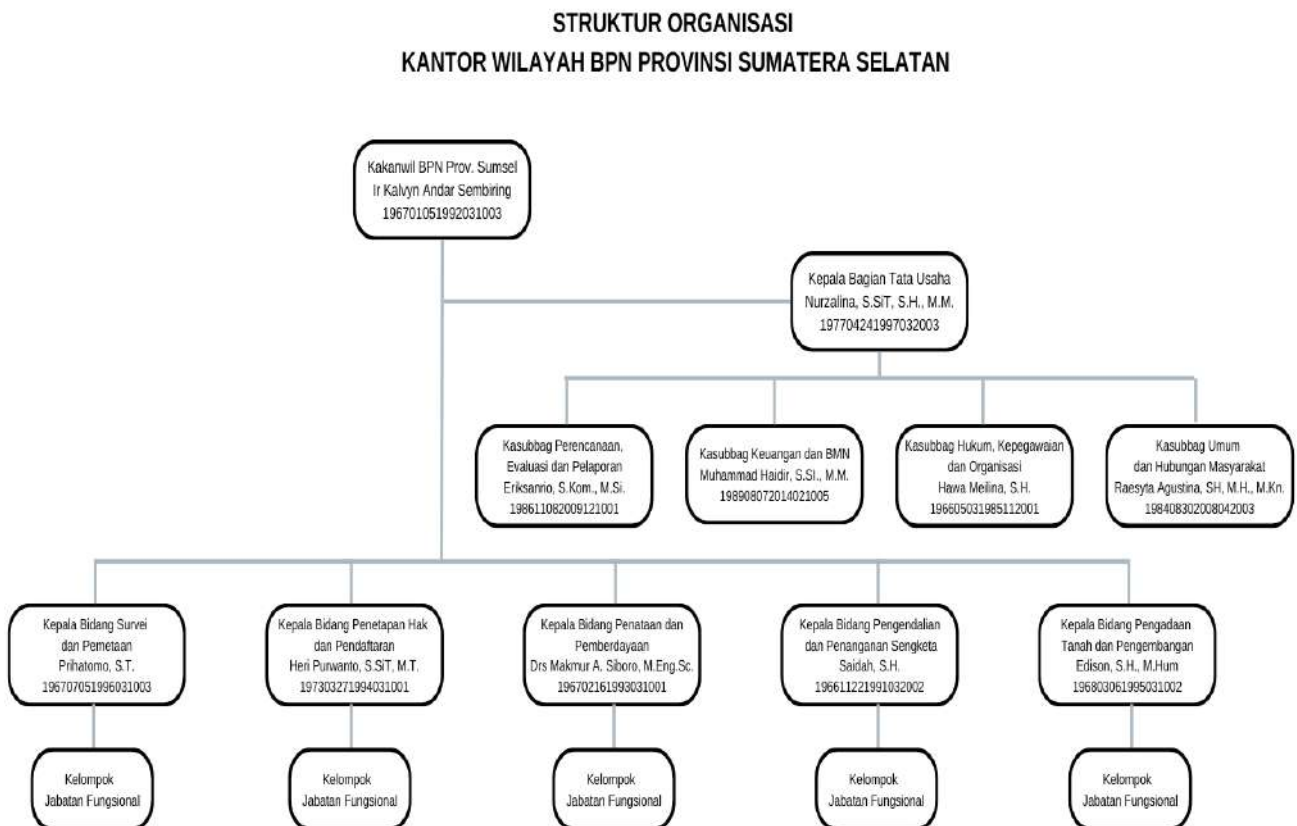 STRUKTUR ORGANISASI
KANTOR WILAYAH BPN PROVINSI SUMATERA SELATAN
Kakanwil BPN Prov. Sumsel
Ir Kalvyn Andar Sembiring
196701051992031003
Kepala Bagian Tata Usaha
Nurzalina, S.SiT, S.H., M.M.
197704241997032003
Kasubbag Perencanaan,
Evaluasi dan Pelaporan
Eriksanrio, S.Kom., M.Si.
198611082009121001
Kasubbag Keuangan dan BMN
Muhammad Haidir, S.SI., M.M.
198908072014021005
Kasubbag Hukum, Kepegawaian
dan Organisasi
Hawa Meilina, S.H.
196605031985112001
Kasubbag Umum
dan Hubungan Masyarakat
Raesyta Agustina, SH, M.H., M.Kn.
198408302008042003
Kepala Bidang Survei
dan Pemetaan
Prihatomo, S.T.
196707051996031003
Kepala Bidang Penetapan Hak
dan Pendaftaran
Heri Purwanto, S.SiT, M.T.
197303271994031001
Kepala Bidang Penataan dan
Pemberdayaan
Drs Makmur A. Siboro, M.Eng.Sc.
196702161993031001
Kepala Bidang Pengendalian
dan Penanganan Sengketa
Saidah, S.H.
196611221991032002
Kepala Bidang Pengadaan
Tanah dan Pengembangan
Edison, S.H., M.Hum
196803061995031002
Kelompok
Jabatan Fungsional
Kelompok
Jabatan Fungsional
Kelompok
Jabatan Fungsional
Kelompok
Jabatan Fungsional
Kelompok
Jabatan Fungsional